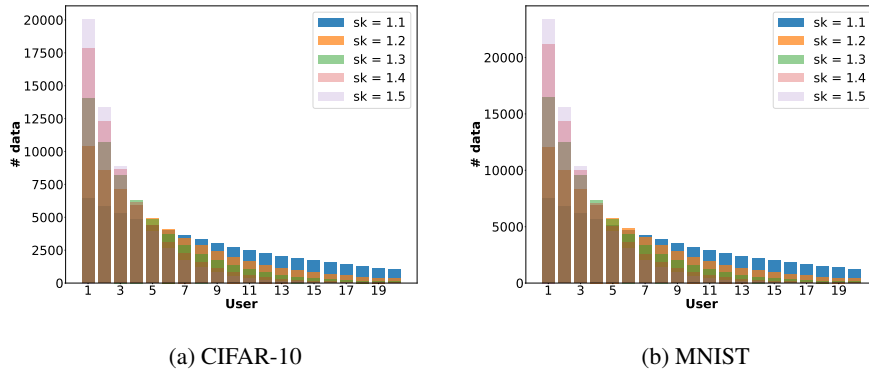 20000
17500
15000
12500
10000
7500
5000
2500
0
# data
1 3 5 7 9 11 13 15 17 19
User
sk = 1.1
sk = 1.2
sk = 1.3
sk = 1.4
sk = 1.5
(a) CIFAR-10
20000
15000
10000
5000
0
# data
1 3 5 7 9 11 13 15 17 19
User
sk = 1.1
sk = 1.2
sk = 1.3
sk = 1.4
sk = 1.5
(b) MNIST